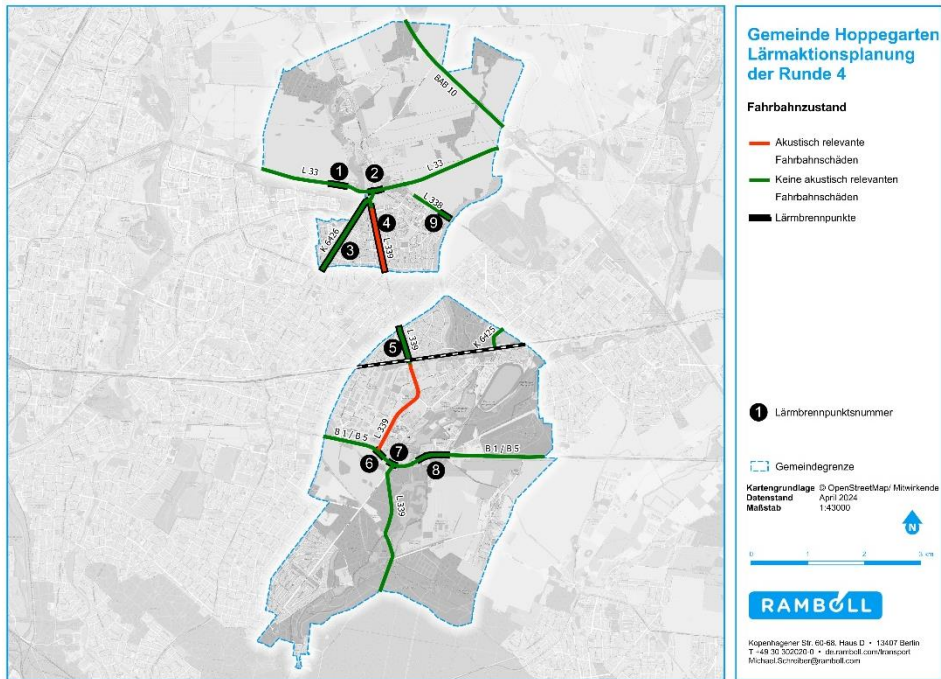 Gemeinde Hoppegarten
Lärmaktionsplanung
der Runde 4
Fahrbahnzustand
Akustisch relevante
Fahrbahnschäden
Keine akustisch relevanten
Fahrbahnschäden
Lärmbrennpunkte
1 Lärmbrennpunktsnummer
Gemeindegrenze
Kartengrundlage © OpenStreetMap/ Mitwirkende
Datenstand April 2024
Maßstab 1:43000
N
0 1 2 3 km
RAMBOLL
Kopenhagener Str. 60-68, Haus D • 13407 Berlin
T +49 30 302020-0 • de.ramboll.com/transport
Michael.Schreiber@ramboll.com
BAB 10
L 33
1
2
L 33
L 338
9
K 6426
3
4
L 339
5
L 339
K 6425
L 339
B 1 / B 5
6
7
8
B 1 / B 5
L 339